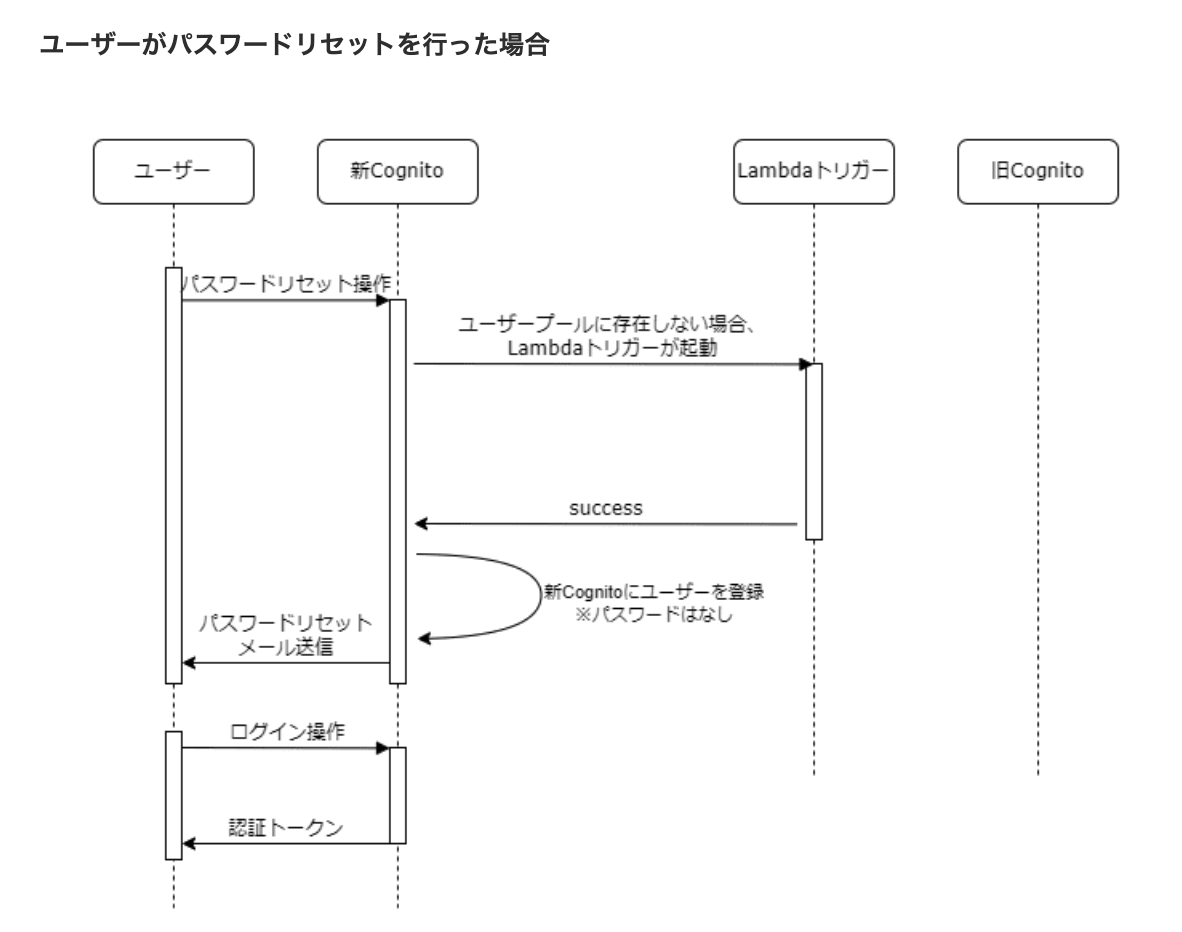 ユーザーがパスワードリセットを行った場合
ユーザー
新Cognito
Lambdaトリガー
旧Cognito
パスワードリセット操作
ユーザープールに存在しない場合、
Lambdaトリガーが起動
success
新Cognitoにユーザーを登録
※パスワードはなし
パスワードリセット
メール送信
ログイン操作
認証トークン